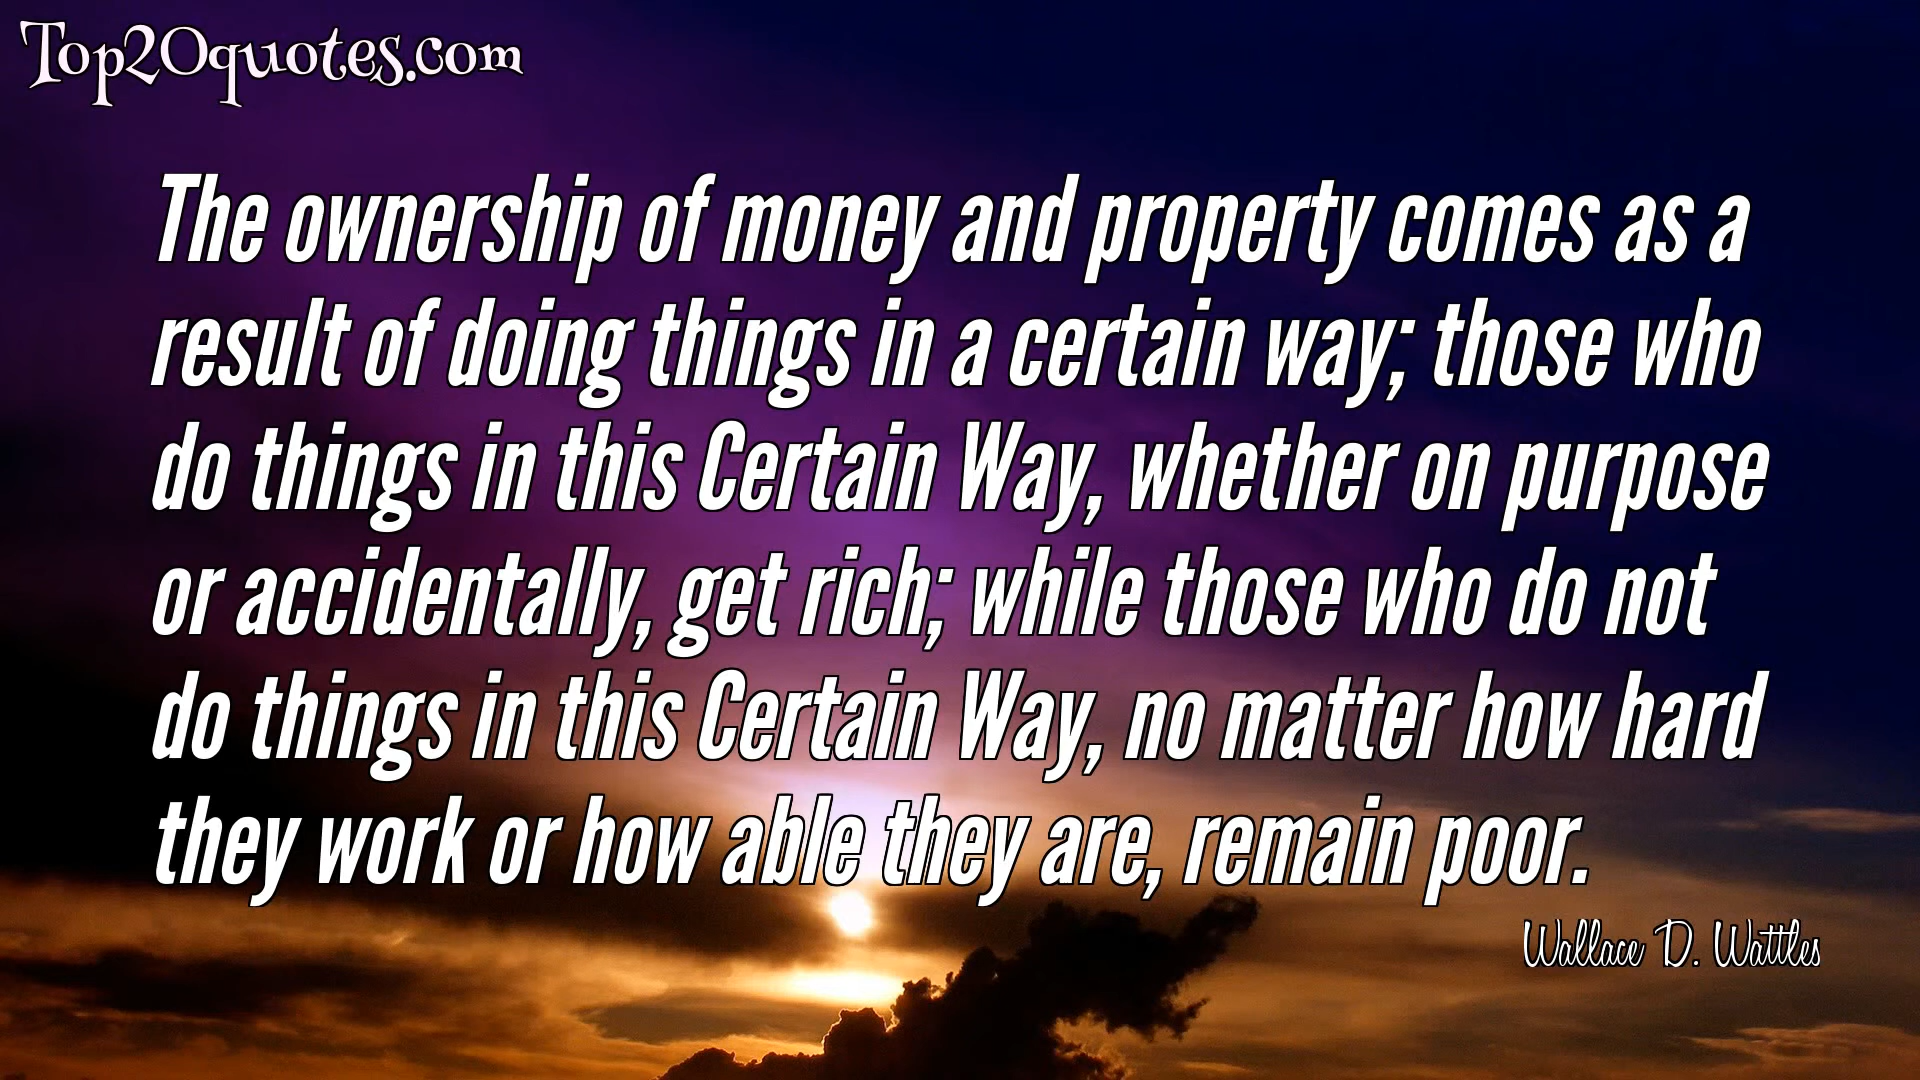 Top20quotes.com
The ownership of money and property comes as a
result of doing things in a certain way; those who
do things in this Certain Way, whether on purpose
or accidentally, get rich; while those who do not
do things in this Certain Way, no matter how hard
they work or how able they are, remain poor.
Wallace D. Wattles